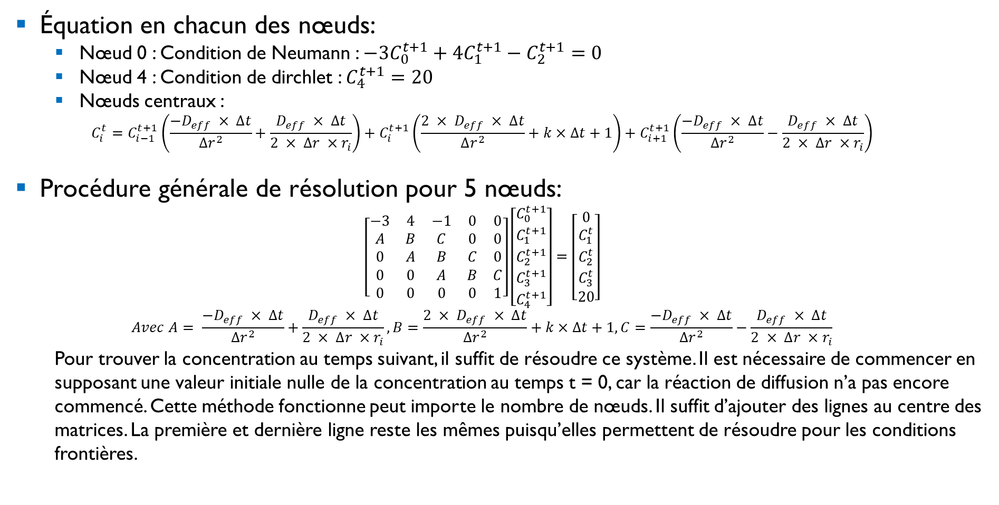 ▪ Équation en chacun des nœuds:
▪ Nœud 0 : Condition de Neumann : $-3C_0^{t+1} + 4C_1^{t+1} - C_2^{t+1} = 0$
▪ Nœud 4 : Condition de dirchlet : $C_4^{t+1} = 20$
▪ Nœuds centraux :
$C_i^t = C_{i-1}^{t+1} \left( \frac{-D_{eff} \times \Delta t}{\Delta r^2} + \frac{D_{eff} \times \Delta t}{2 \times \Delta r \times r_i} \right) + C_i^{t+1} \left( \frac{2 \times D_{eff} \times \Delta t}{\Delta r^2} + k \times \Delta t + 1 \right) + C_{i+1}^{t+1} \left( \frac{-D_{eff} \times \Delta t}{\Delta r^2} - \frac{D_{eff} \times \Delta t}{2 \times \Delta r \times r_i} \right)$
▪ Procédure générale de résolution pour 5 nœuds:
$\begin{bmatrix} -3 & 4 & -1 & 0 & 0 \\ A & B & C & 0 & 0 \\ 0 & A & B & C & 0 \\ 0 & 0 & A & B & C \\ 0 & 0 & 0 & 0 & 1 \end{bmatrix} \begin{bmatrix} C_0^{t+1} \\ C_1^{t+1} \\ C_2^{t+1} \\ C_3^{t+1} \\ C_4^{t+1} \end{bmatrix} = \begin{bmatrix} 0 \\ C_1^t \\ C_2^t \\ C_3^t \\ 20 \end{bmatrix}$
$Avec\ A = \frac{-D_{eff} \times \Delta t}{\Delta r^2} + \frac{D_{eff} \times \Delta t}{2 \times \Delta r \times r_i}, B = \frac{2 \times D_{eff} \times \Delta t}{\Delta r^2} + k \times \Delta t + 1, C = \frac{-D_{eff} \times \Delta t}{\Delta r^2} - \frac{D_{eff} \times \Delta t}{2 \times \Delta r \times r_i}$
Pour trouver la concentration au temps suivant, il suffit de résoudre ce système. Il est nécessaire de commencer en
supposant une valeur initiale nulle de la concentration au temps t = 0, car la réaction de diffusion n’a pas encore
commencé. Cette méthode fonctionne peut importe le nombre de nœuds. Il suffit d’ajouter des lignes au centre des
matrices. La première et dernière ligne reste les mêmes puisqu’elles permettent de résoudre pour les conditions
frontières.